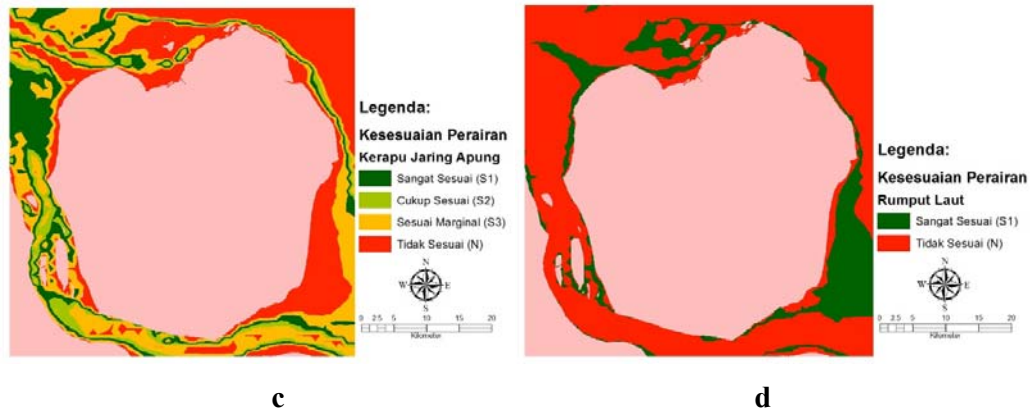 Legenda:
Kesesuaian Perairan
Kerapu Jaring Apung
Sangat Sesuai (S1)
Cukup Sesuai (S2)
Sesuai Marginal (S3)
Tidak Sesuai (N)
N
W E
S
0 2.5 5 10 15 20
Kilometer
c
Legenda:
Kesesuaian Perairan
Rumput Laut
Sangat Sesuai (S1)
Tidak Sesuai (N)
N
W E
S
0 2.5 5 10 15 20
Kilometer
d